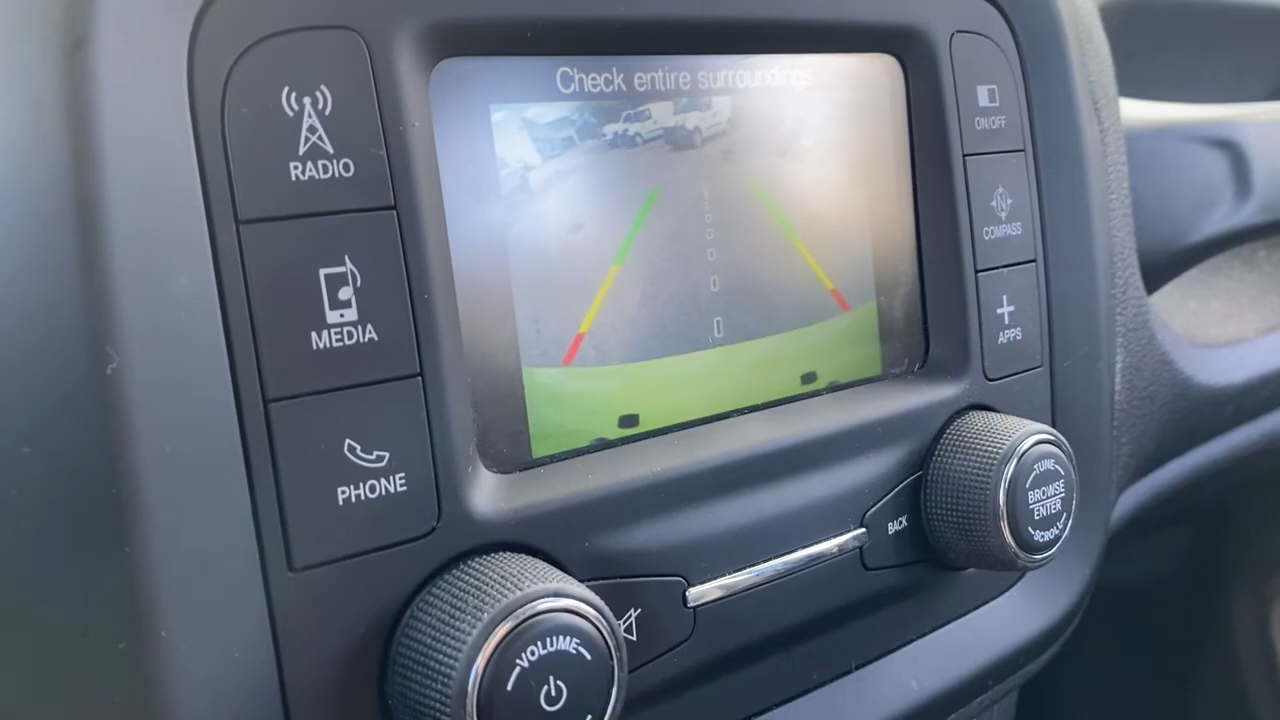 Check entire surroundings
RADIO
MEDIA
PHONE
ON/OFF
N
COMPASS
APPS
BACK
TUNE
BROWSE
ENTER
SCROLL
VOLUME